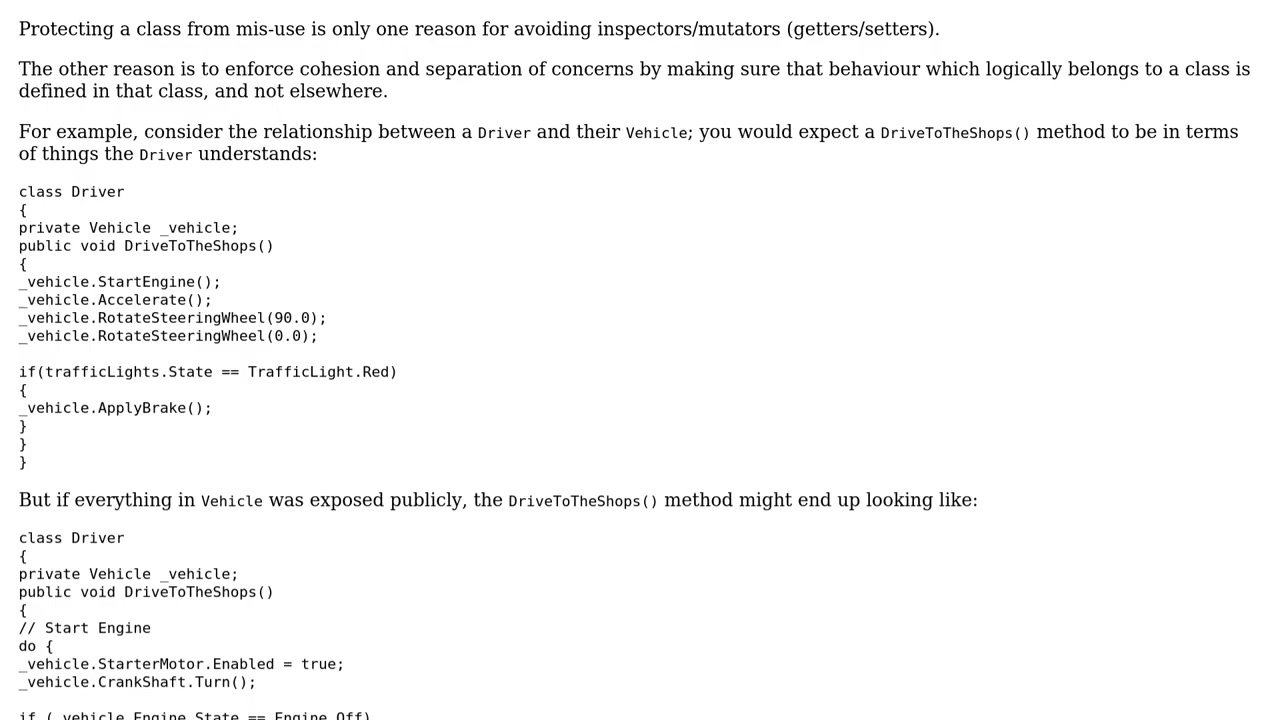 Protecting a class from mis-use is only one reason for avoiding inspectors/mutators (getters/setters).
The other reason is to enforce cohesion and separation of concerns by making sure that behaviour which logically belongs to a class is
defined in that class, and not elsewhere.
For example, consider the relationship between a Driver and their Vehicle; you would expect a DriveToTheShops() method to be in terms
of things the Driver understands:
class Driver
{
private Vehicle _vehicle;
public void DriveToTheShops()
{
_vehicle.StartEngine();
_vehicle.Accelerate();
_vehicle.RotateSteeringWheel(90.0);
_vehicle.RotateSteeringWheel(0.0);
if(trafficLights.State == TrafficLight.Red)
{
_vehicle.ApplyBrake();
}
}
}
But if everything in Vehicle was exposed publicly, the DriveToTheShops() method might end up looking like:
class Driver
{
private Vehicle _vehicle;
public void DriveToTheShops()
{
// Start Engine
do {
_vehicle.StarterMotor.Enabled = true;
_vehicle.CrankShaft.Turn();
if (_vehicle.Engine.State == Engine.Off)